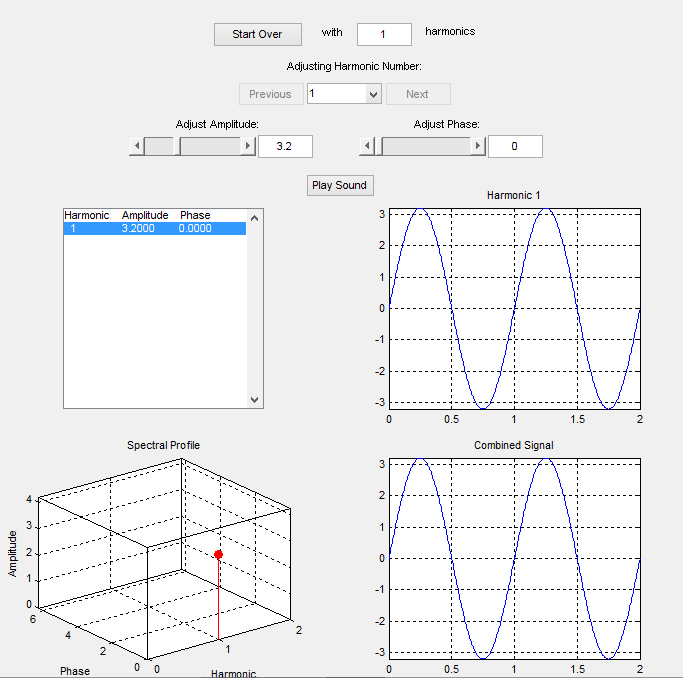 Start Over with 1 harmonics
Adjusting Harmonic Number:
Previous 1 Next
Adjust Amplitude: Adjust Phase:
3.2 0
Play Sound
Harmonic Amplitude Phase
1 3.2000 0.0000
Harmonic 1
3
2
1
0
-1
-2
-3
0 0.5 1 1.5 2
Spectral Profile
Amplitude
4
3
2
1
0
6
4
2
0
Phase
0
1
2
Harmonic
Combined Signal
3
2
1
0
-1
-2
-3
0 0.5 1 1.5 2